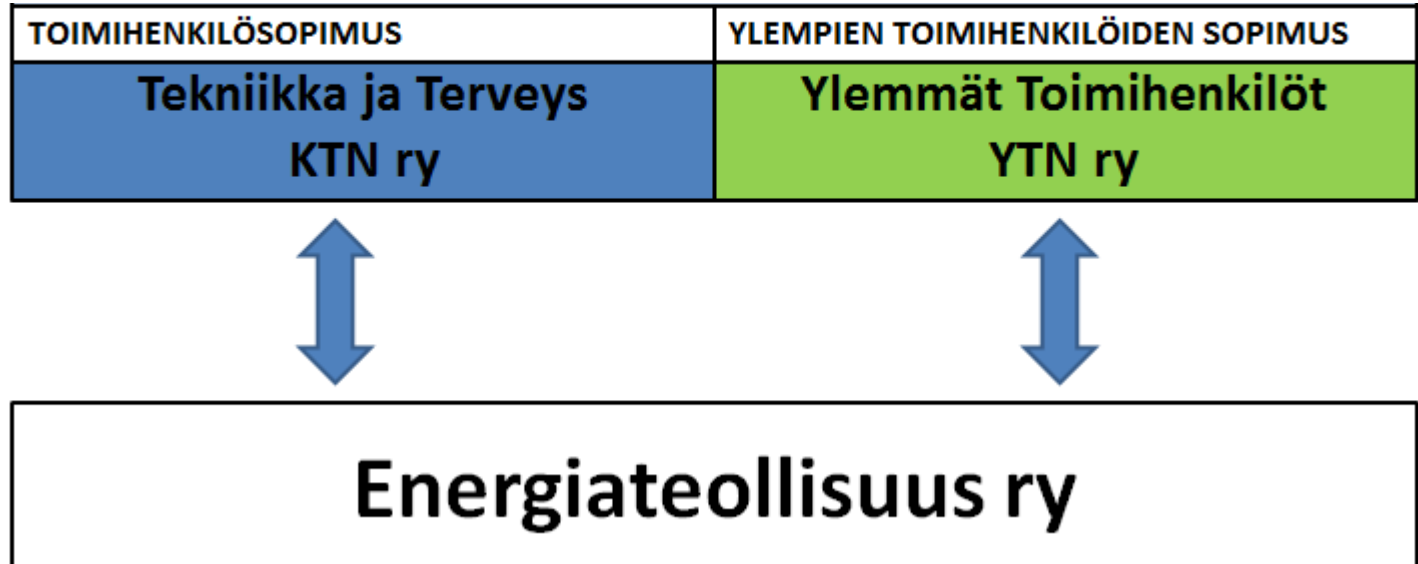 TOIMIHENKILÖSOPIMUS
YLEMPIEN TOIMIHENKILÖIDEN SOPIMUS
Tekniikka ja Terveys
KTN ry
Ylemmät Toimihenkilöt
YTN ry
Energiateollisuus ry